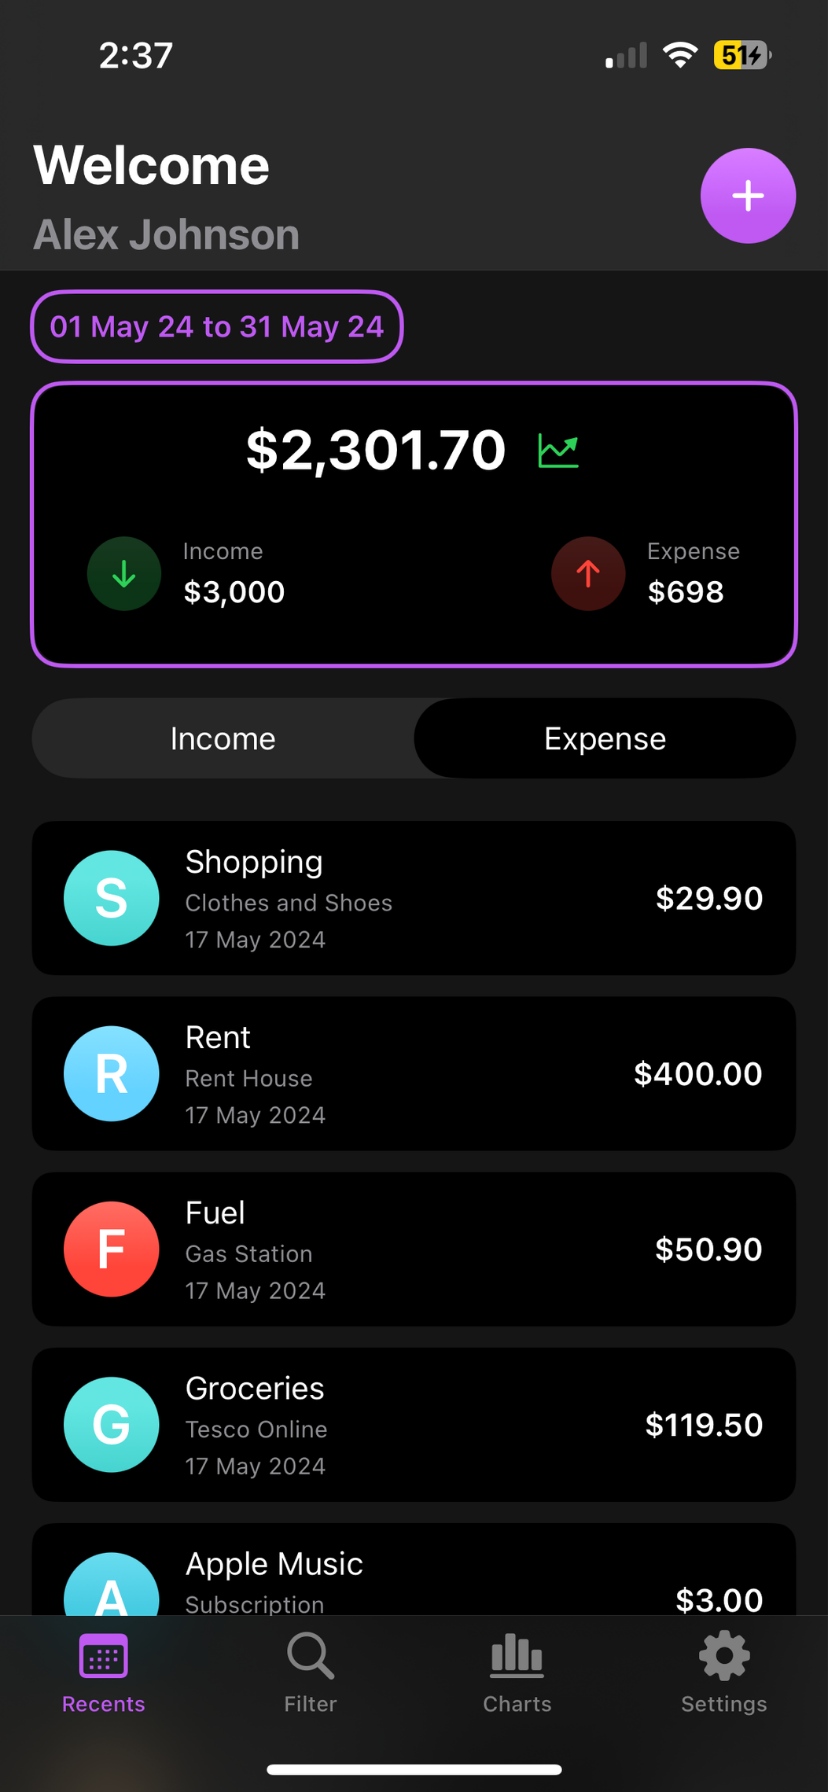 2:37
51
Welcome
Alex Johnson
01 May 24 to 31 May 24
$2,301.70
Income
$3,000
Expense
$698
Income
Expense
S
Shopping
Clothes and Shoes
17 May 2024
$29.90
R
Rent
Rent House
17 May 2024
$400.00
F
Fuel
Gas Station
17 May 2024
$50.90
G
Groceries
Tesco Online
17 May 2024
$119.50
A
Apple Music
Subscription
$3.00
Recents
Filter
Charts
Settings